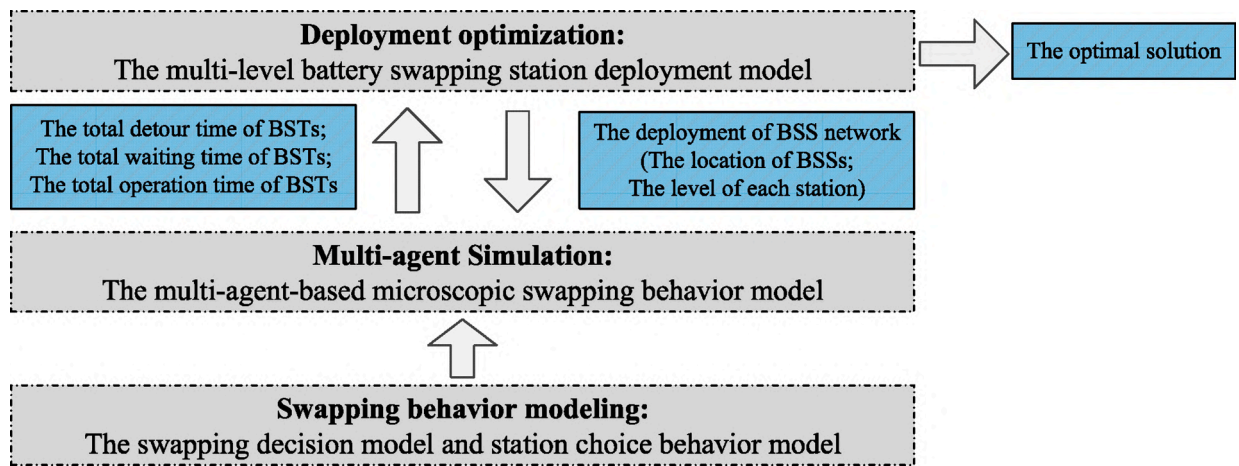 Deployment optimization:
The multi-level battery swapping station deployment model
The optimal solution
The total detour time of BSTs;
The total waiting time of BSTs;
The total operation time of BSTs
The deployment of BSS network
(The location of BSSs;
The level of each station)
Multi-agent Simulation:
The multi-agent-based microscopic swapping behavior model
Swapping behavior modeling:
The swapping decision model and station choice behavior model